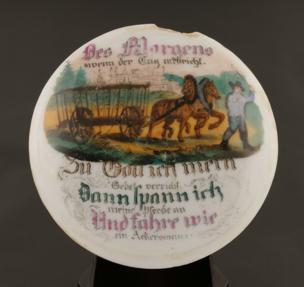 Des Morgens
wenn der Tag anbricht.
Zu Gott ich mein
Gebet verricht
Dann spann ich
meine Pferde an
Und fahre wie
ein Ackersmann